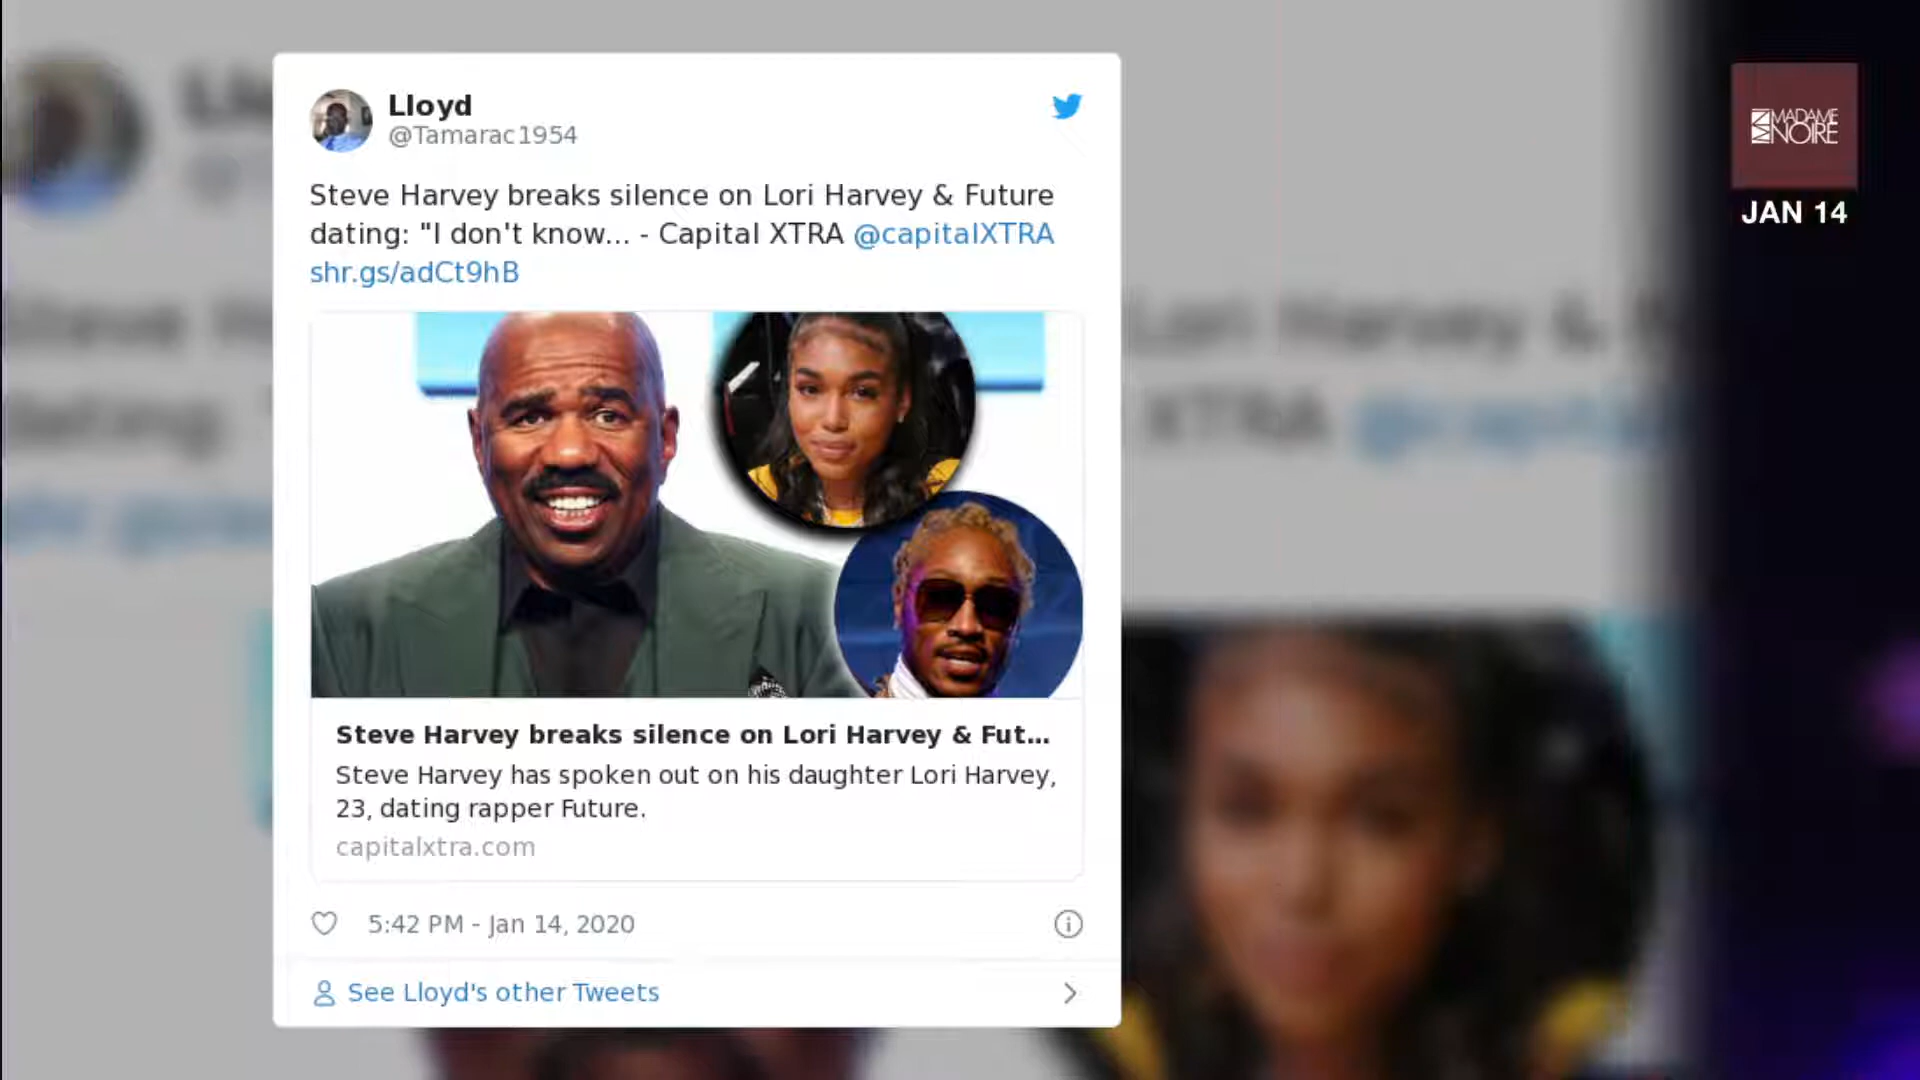 Lloyd
@Tamarac1954
Steve Harvey breaks silence on Lori Harvey & Future
dating: "I don't know... - Capital XTRA @capitalXTRA
shr.gs/adCt9hB
Steve Harvey breaks silence on Lori Harvey & Fut...
Steve Harvey has spoken out on his daughter Lori Harvey,
23, dating rapper Future.
capitalxtra.com
5:42 PM - Jan 14, 2020
See Lloyd's other Tweets
MADAME
NOIRE
JAN 14
Lori Harvey &
XTRA